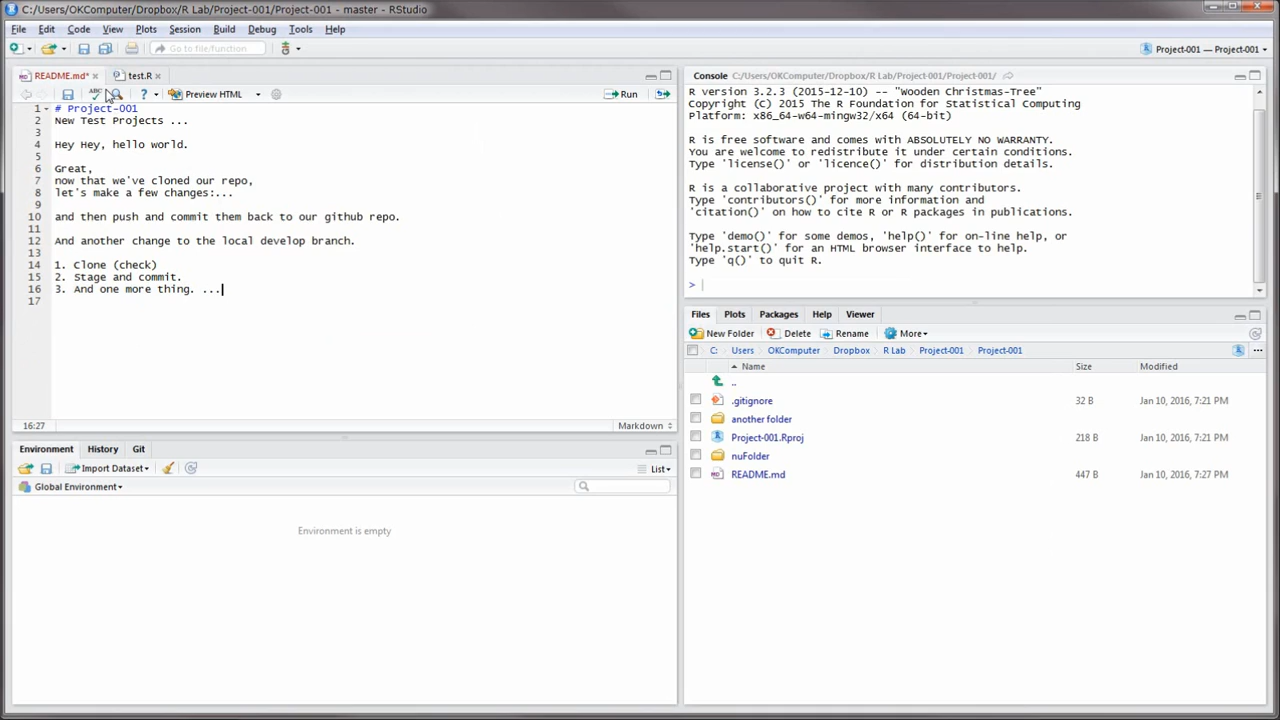 C:/Users/OKComputer/Dropbox/R Lab/Project-001/Project-001 - master - RStudio
File Edit Code View Plots Session Build Debug Tools Help
Go to file/function
Project-001 — Project-001
README.md*
test.R
ABC
?
Preview HTML
Run
1 # Project-001
2 New Test Projects ...
3
4 Hey Hey, hello world.
5
6 Great,
7 now that we've cloned our repo,
8 let's make a few changes:...
9
10 and then push and commit them back to our github repo.
11
12 And another change to the local develop branch.
13
14 1. Clone (check)
15 2. Stage and commit.
16 3. And one more thing. ...
17
16:27
Markdown
Environment History Git
Import Dataset
List
Global Environment
Environment is empty
Console C:/Users/OKComputer/Dropbox/R Lab/Project-001/Project-001/
R version 3.2.3 (2015-12-10) -- "Wooden Christmas-Tree"
Copyright (C) 2015 The R Foundation for Statistical Computing
Platform: x86_64-w64-mingw32/x64 (64-bit)
R is free software and comes with ABSOLUTELY NO WARRANTY.
You are welcome to redistribute it under certain conditions.
Type 'license()' or 'licence()' for distribution details.
R is a collaborative project with many contributors.
Type 'contributors()' for more information and
'citation()' on how to cite R or R packages in publications.
Type 'demo()' for some demos, 'help()' for on-line help, or
'help.start()' for an HTML browser interface to help.
Type 'q()' to quit R.
>
Files Plots Packages Help Viewer
New Folder Delete Rename More
C: Users OKComputer Dropbox R Lab Project-001 Project-001 ...
Name Size Modified
..
.gitignore 32 B Jan 10, 2016, 7:21 PM
another folder
Project-001.Rproj 218 B Jan 10, 2016, 7:21 PM
nuFolder
README.md 447 B Jan 10, 2016, 7:27 PM